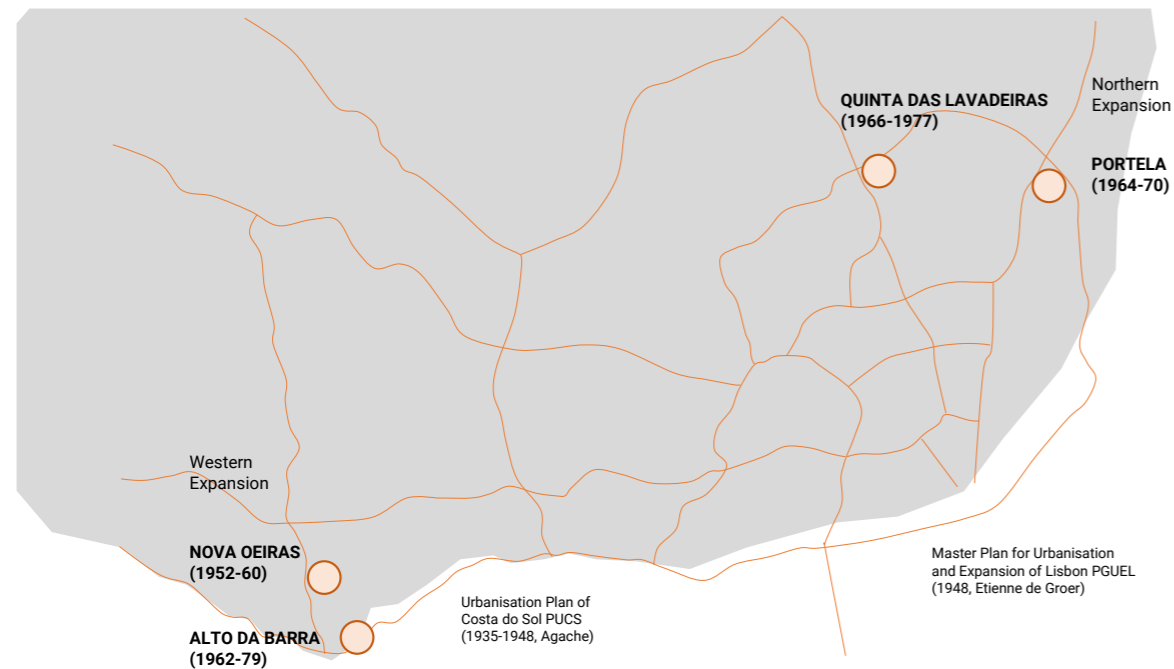 Northern
Expansion
QUINTA DAS LAVADEIRAS
(1966-1977)
PORTELA
(1964-70)
Western
Expansion
NOVA OEIRAS
(1952-60)
Master Plan for Urbanisation
and Expansion of Lisbon PGUEL
(1948, Etienne de Groer)
Urbanisation Plan of
Costa do Sol PUCS
(1935-1948, Agache)
ALTO DA BARRA
(1962-79)